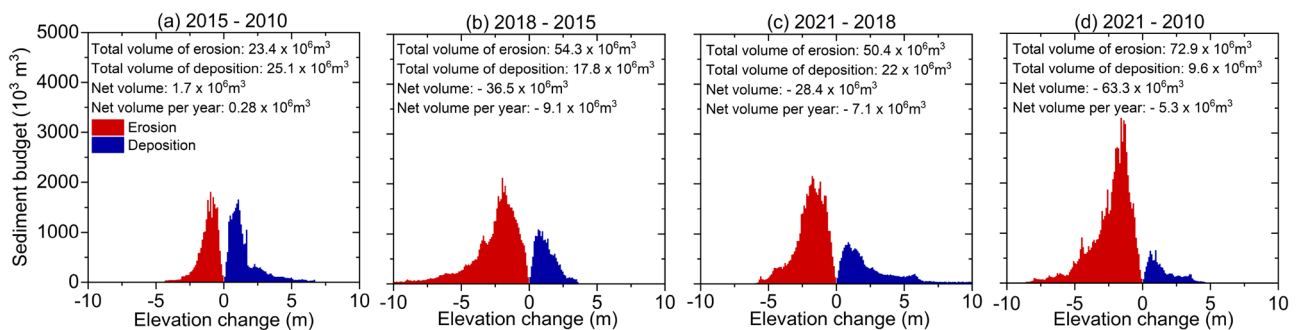 (a) 2015 - 2010
Total volume of erosion: 23.4 x 10⁶m³
Total volume of deposition: 25.1 x 10⁶m³
Net volume: 1.7 x 10⁶m³
Net volume per year: 0.28 x 10⁶m³
Erosion
Deposition
Sediment budget (10³ m³)
5000
4000
3000
2000
1000
0
-10
-5
0
5
10
Elevation change (m)
(b) 2018 - 2015
Total volume of erosion: 54.3 x 10⁶m³
Total volume of deposition: 17.8 x 10⁶m³
Net volume: - 36.5 x 10⁶m³
Net volume per year: - 9.1 x 10⁶m³
-10
-5
0
5
10
Elevation change (m)
(c) 2021 - 2018
Total volume of erosion: 50.4 x 10⁶m³
Total volume of deposition: 22 x 10⁶m³
Net volume: - 28.4 x 10⁶m³
Net volume per year: - 7.1 x 10⁶m³
-10
-5
0
5
10
Elevation change (m)
(d) 2021 - 2010
Total volume of erosion: 72.9 x 10⁶m³
Total volume of deposition: 9.6 x 10⁶m³
Net volume: - 63.3 x 10⁶m³
Net volume per year: - 5.3 x 10⁶m³
-10
-5
0
5
10
Elevation change (m)